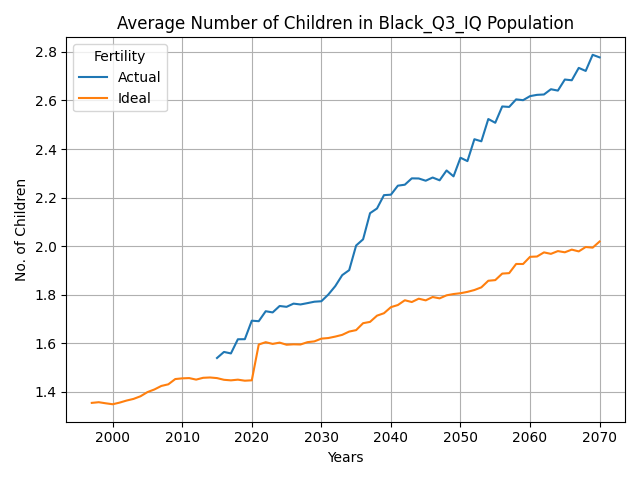 Average Number of Children in Black_Q3_IQ Population
Fertility
Actual
Ideal
No. of Children
2.8
2.6
2.4
2.2
2.0
1.8
1.6
1.4
2000 2010 2020 2030 2040 2050 2060 2070
Years